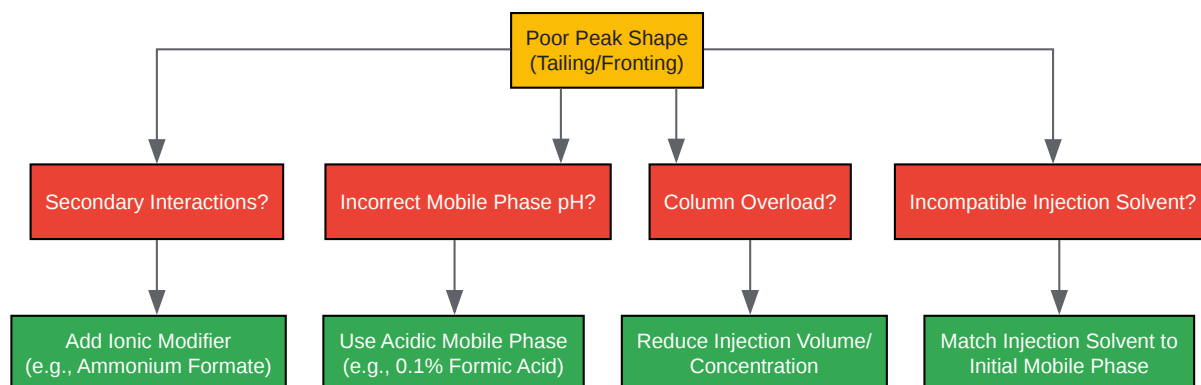 Poor Peak Shape
(Tailing/Fronting)
Secondary Interactions?
Incorrect Mobile Phase pH?
Column Overload?
Incompatible Injection Solvent?
Add Ionic Modifier
(e.g., Ammonium Formate)
Use Acidic Mobile Phase
(e.g., 0.1% Formic Acid)
Reduce Injection Volume/
Concentration
Match Injection Solvent to
Initial Mobile Phase